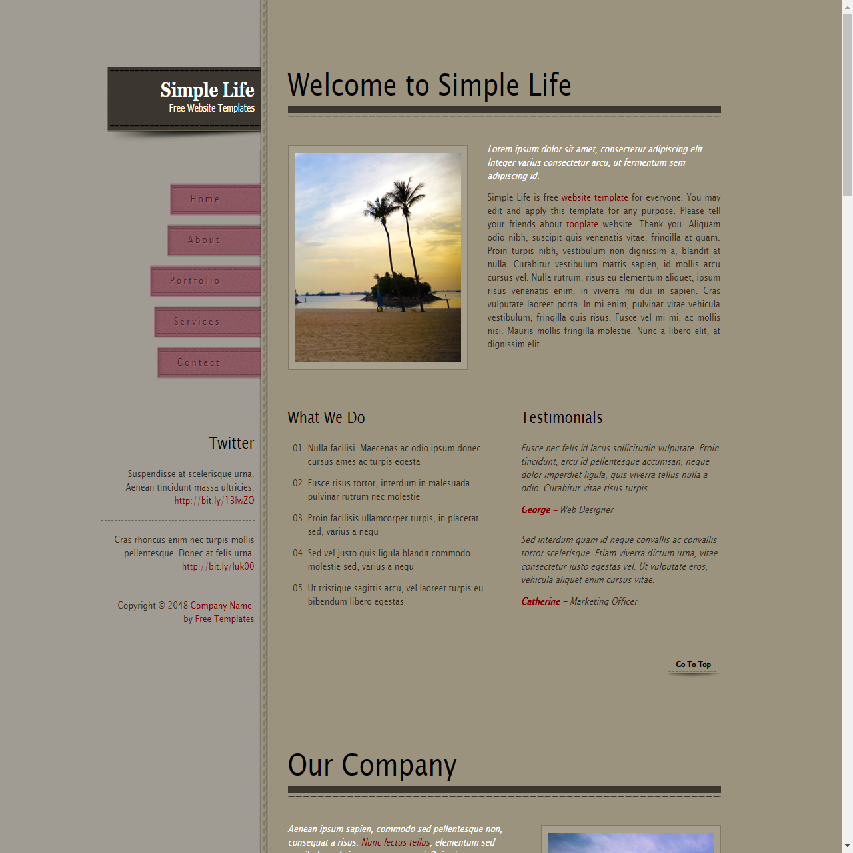 Simple Life
Free Website Templates
Home
About
Portfolio
Services
Contact
Twitter
Suspendisse at scelerisque urna.
Aenean tincidunt massa ultricies.
http://bit.ly/13IwZO
Cras rhoncus enim nec turpis mollis
pellentesque. Donec at felis urna.
http://bit.ly/Iuk00
Copyright © 2048 Company Name
by Free Templates
Welcome to Simple Life
Lorem ipsum dolor sit amet, consectetur adipiscing elit.
Integer varius consectetur arcu, ut fermentum sem
adipiscing id.
Simple Life is free website template for everyone. You may
edit and apply this template for any purpose. Please tell
your friends about tooplate website. Thank you. Aliquam
odio nibh, suscipit quis venenatis vitae, fringilla at quam.
Proin turpis nibh, vestibulum non dignissim a, blandit at
nulla. Curabitur vestibulum mattis sapien, id mollis arcu
cursus vel. Nulla rutrum, risus eu elementum aliquet, ipsum
risus venenatis enim, in viverra mi dui in sapien. Cras
vulputate laoreet porta. In mi enim, pulvinar vitae vehicula
vestibulum, fringilla quis risus. Fusce vel mi mi, ac mollis
nisi. Mauris mollis fringilla molestie. Nunc a libero elit, at
dignissim elit.
What We Do
01 Nulla facilisi. Maecenas ac odio ipsum donec
cursus ames ac turpis egesta
02 Fusce risus tortor, interdum in malesuada
pulvinar rutrum nec molestie
03 Proin facilisis ullamcorper turpis, in placerat
sed, varius a nequ
04 Sed vel justo quis ligula blandit commodo
molestie sed, varius a nequ
05 Ut tristique sagittis arcu, vel laoreet turpis eu
bibendum libero egestas
Testimonials
Fusce nec felis id lacus sollicitudin vulputate. Proin
tincidunt, arcu id pellentesque accumsan, neque
dolor imperdiet ligula, quis viverra tellus nulla a
odio. Curabitur vitae risus turpis.
George – Web Designer
Sed interdum quam id neque convallis ac convallis
tortor scelerisque. Etiam viverra dictum urna, vitae
consectetur justo egestas vel. Ut vulputate eros,
vehicula aliquet enim cursus vitae.
Catherine – Marketing Officer
Go To Top
Our Company
Aenean ipsum sapien, commodo sed pellentesque non,
consequat a risus. Nunc lectus tellus, elementum sed